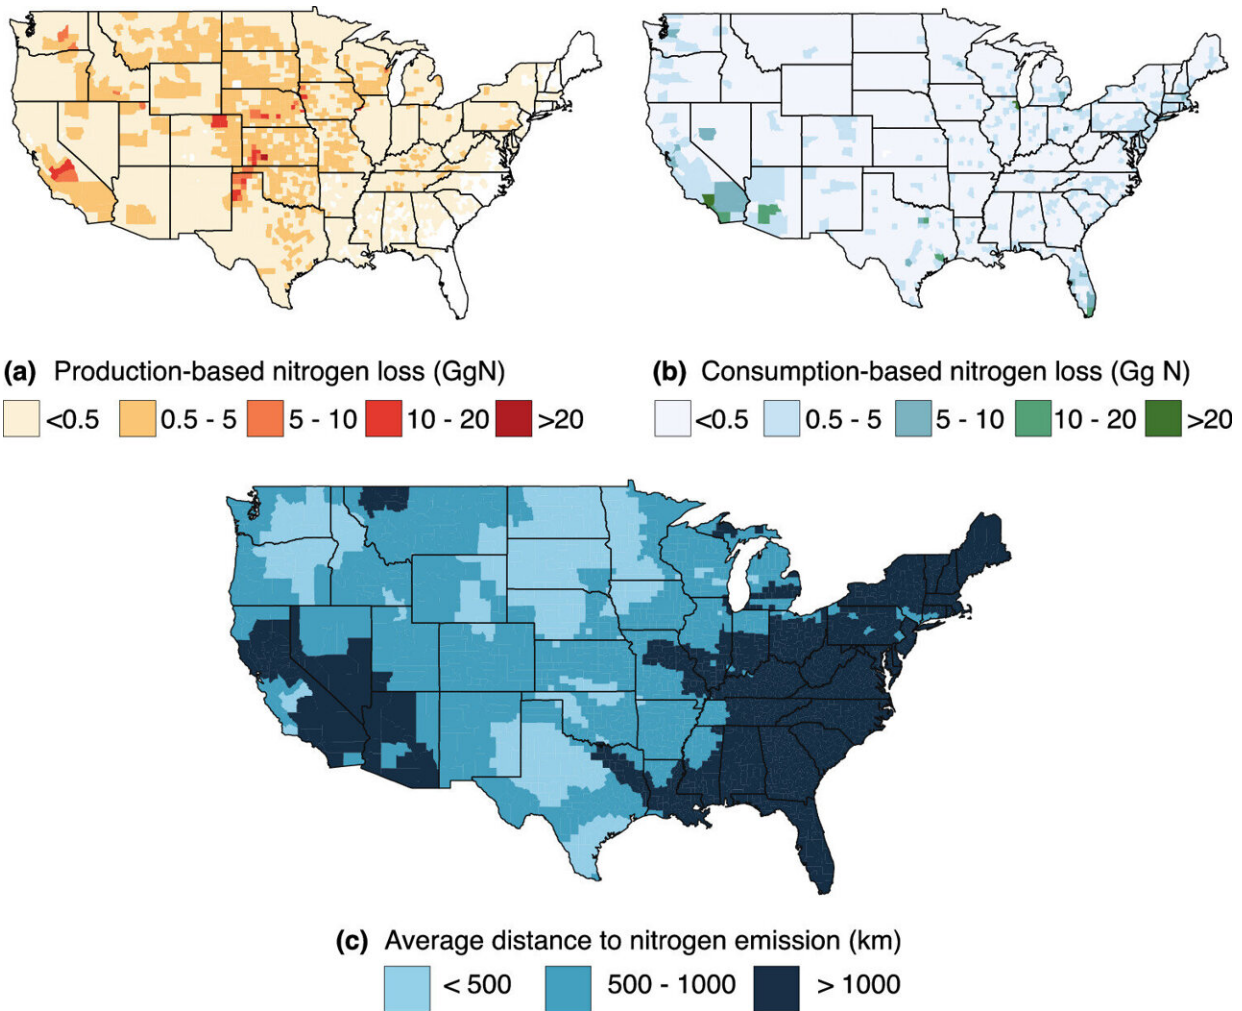 (a) Production-based nitrogen loss (GgN)
<0.5 0.5 - 5 5 - 10 10 - 20 >20
(b) Consumption-based nitrogen loss (Gg N)
<0.5 0.5 - 5 5 - 10 10 - 20 >20
(c) Average distance to nitrogen emission (km)
< 500 500 - 1000 > 1000